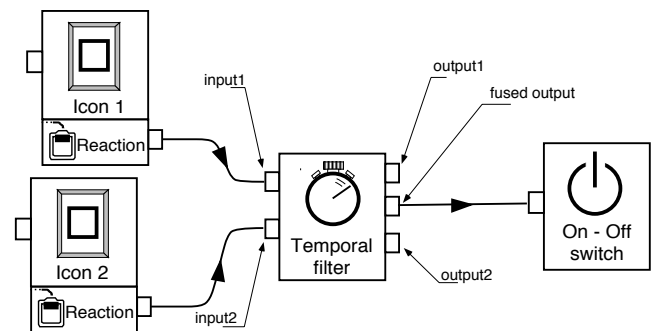 Icon 1
Reaction
Icon 2
Reaction
input1
input2
Temporal
filter
output1
fused output
output2
On - Off
switch